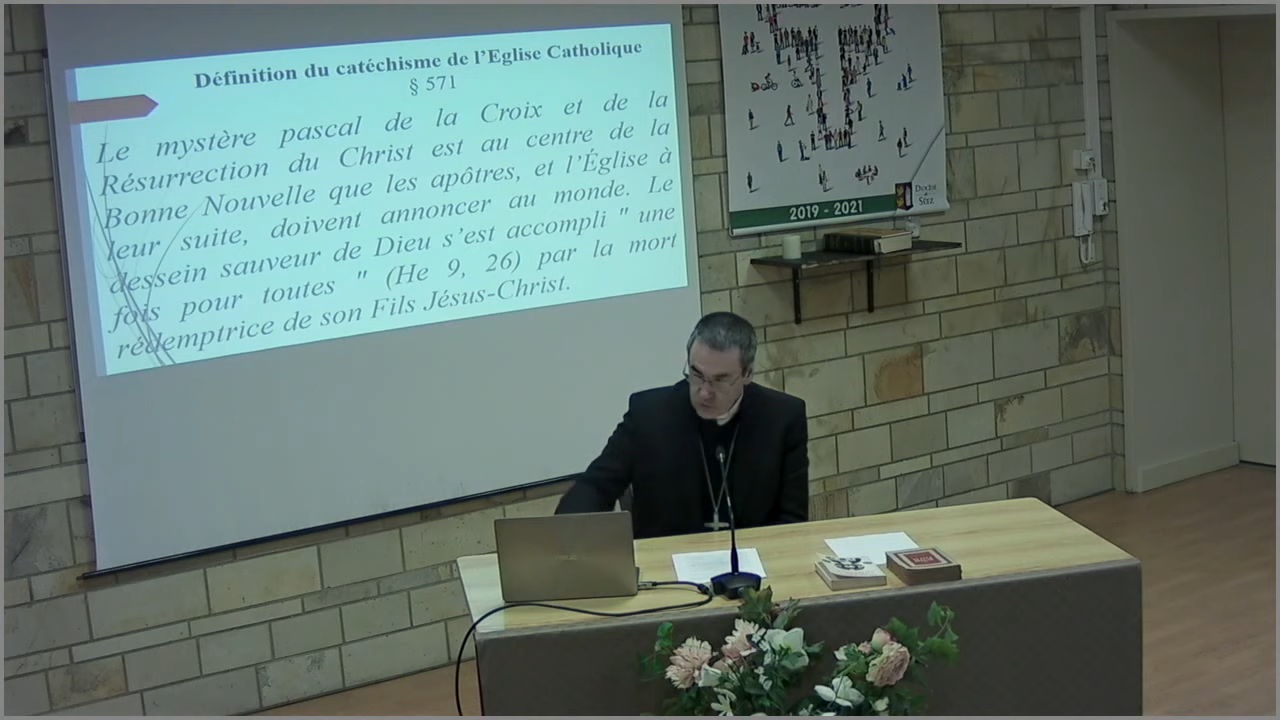 Définition du catéchisme de l'Eglise Catholique
§ 571
Le mystère pascal de la Croix et de la
Résurrection du Christ est au centre de la
Bonne Nouvelle que les apôtres, et l'Église à
leur suite, doivent annoncer au monde. Le
dessein sauveur de Dieu s'est accompli " une
fois pour toutes " (He 9, 26) par la mort
rédemptrice de son Fils Jésus-Christ.
2019 - 2021
Diocèse
Séez